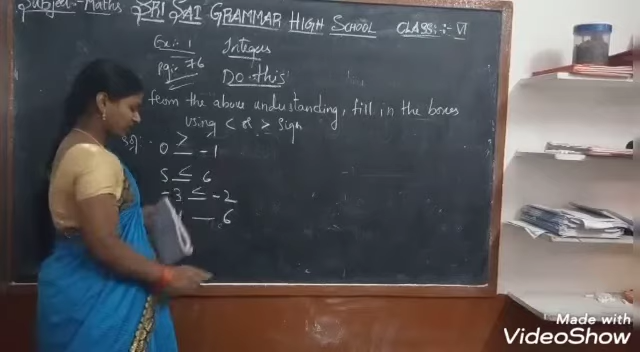 Subject:- Maths SRI SAI GRAMMAR HIGH SCHOOL CLASS :- VI
Ex:- 1 Integers
pg:- 76 Do this
from the above understanding, fill in the boxes
using < or > sign
0 > -1
5 < 6
-3 < -2
6
Made with
VideoShow